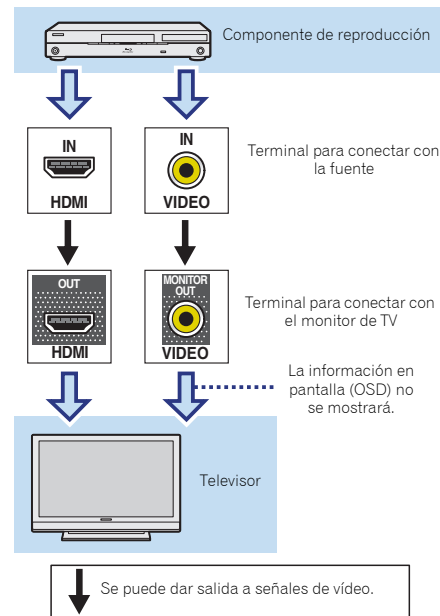 Componente de reproducción
IN
HDMI
IN
VIDEO
Terminal para conectar con
la fuente
OUT
HDMI
MONITOR
OUT
VIDEO
Terminal para conectar con
el monitor de TV
La información en
pantalla (OSD) no
se mostrará.
Televisor
Se puede dar salida a señales de vídeo.